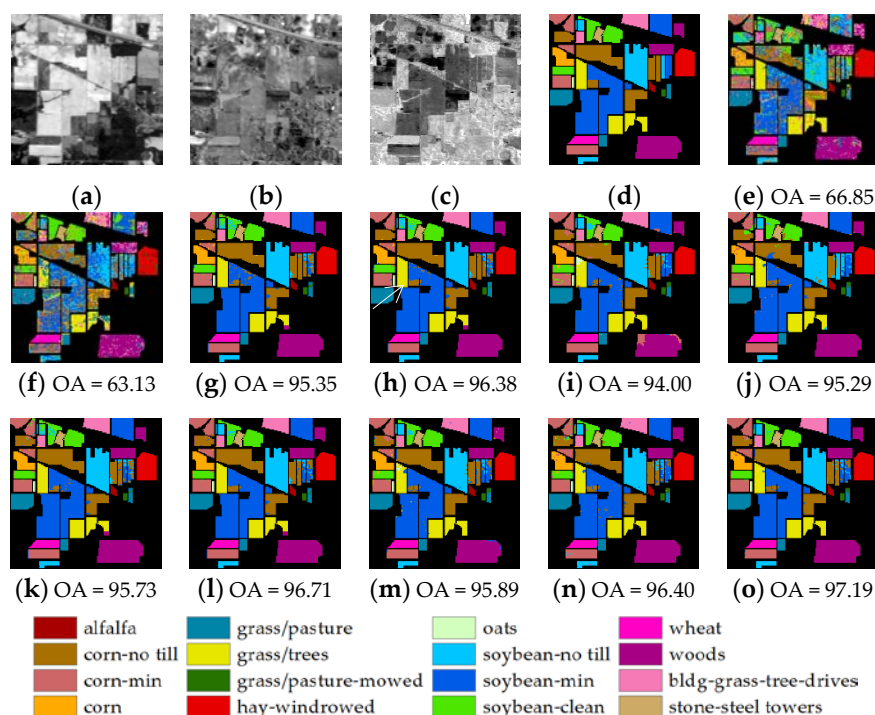 (a) (b) (c) (d) (e) OA = 66.85
(f) OA = 63.13 (g) OA = 95.35 (h) OA = 96.38 (i) OA = 94.00 (j) OA = 95.29
(k) OA = 95.73 (l) OA = 96.71 (m) OA = 95.89 (n) OA = 96.40 (o) OA = 97.19
alfalfa grass/pasture oats wheat
corn-no till grass/trees soybean-no till woods
corn-min grass/pasture-mowed soybean-min bldg-grass-tree-drives
corn hay-windrowed soybean-clean stone-steel towers